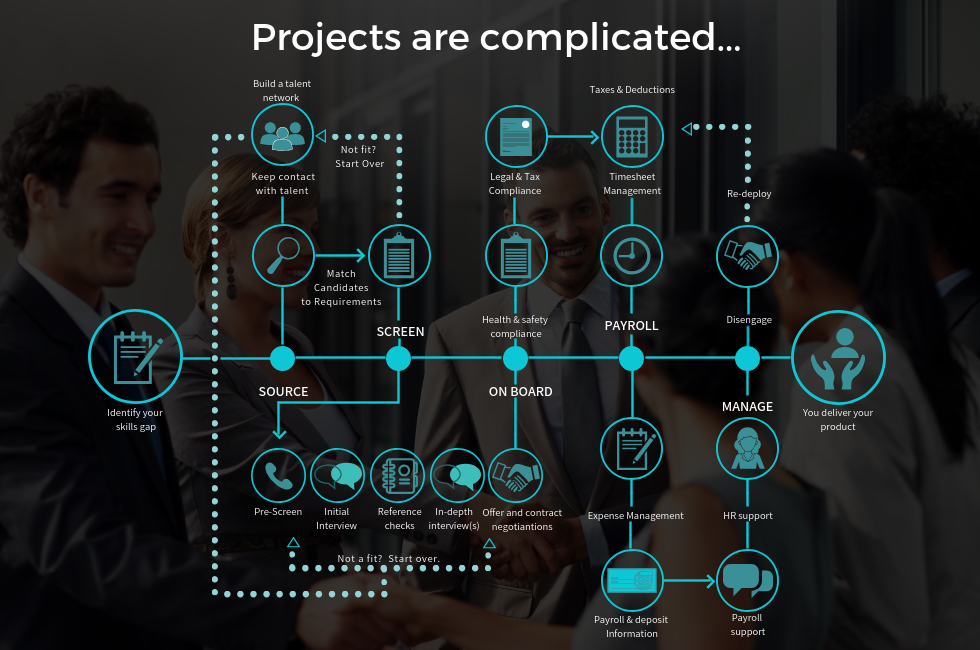 Projects are complicated...
Build a talent
network
Taxes & Deductions
Not fit?
Start Over
Keep contact
with talent
Legal & Tax
Compliance
Timesheet
Management
Re-deploy
Match
Candidates
to Requirements
SCREEN
Health & safety
compliance
PAYROLL
Disengage
SOURCE
ON BOARD
MANAGE
Identify your
skills gap
You deliver your
product
Pre-Screen
Initial
Interview
Reference
checks
In-depth
interview(s)
Offer and contract
negotiantions
Expense Management
HR support
Not a fit? Start over.
Payroll & deposit
Information
Payroll
support